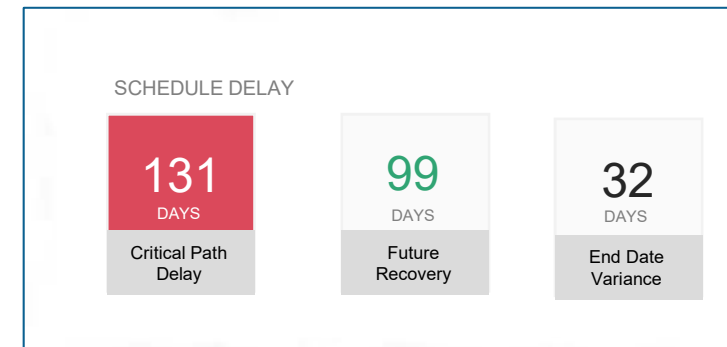 SCHEDULE DELAY
131
DAYS
Critical Path
Delay
99
DAYS
Future
Recovery
32
DAYS
End Date
Variance